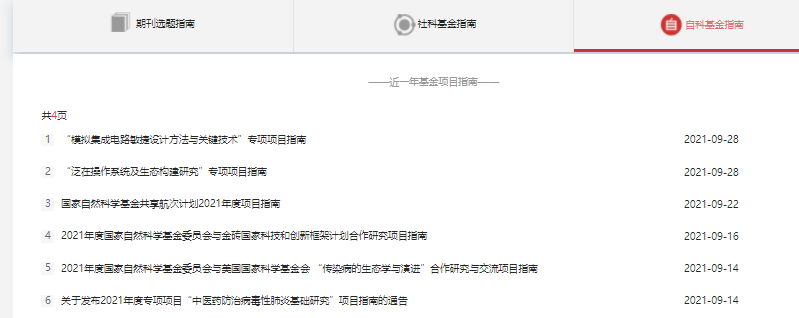 期刊选题指南
社科基金指南
自 自科基金指南
——近一年基金项目指南——
共4页
1 “模拟集成电路敏捷设计方法与关键技术”专项项目指南 2021-09-28
2 “泛在操作系统及生态构建研究”专项项目指南 2021-09-28
3 国家自然科学基金共享航次计划2021年度项目指南 2021-09-22
4 2021年度国家自然科学基金委员会与金砖国家科技和创新框架计划合作研究项目指南 2021-09-16
5 2021年度国家自然科学基金委员会与美国国家科学基金会 “传染病的生态学与演进”合作研究与交流项目指南 2021-09-14
6 关于发布2021年度专项项目“中医药防治病毒性肺炎基础研究”项目指南的通告 2021-09-14